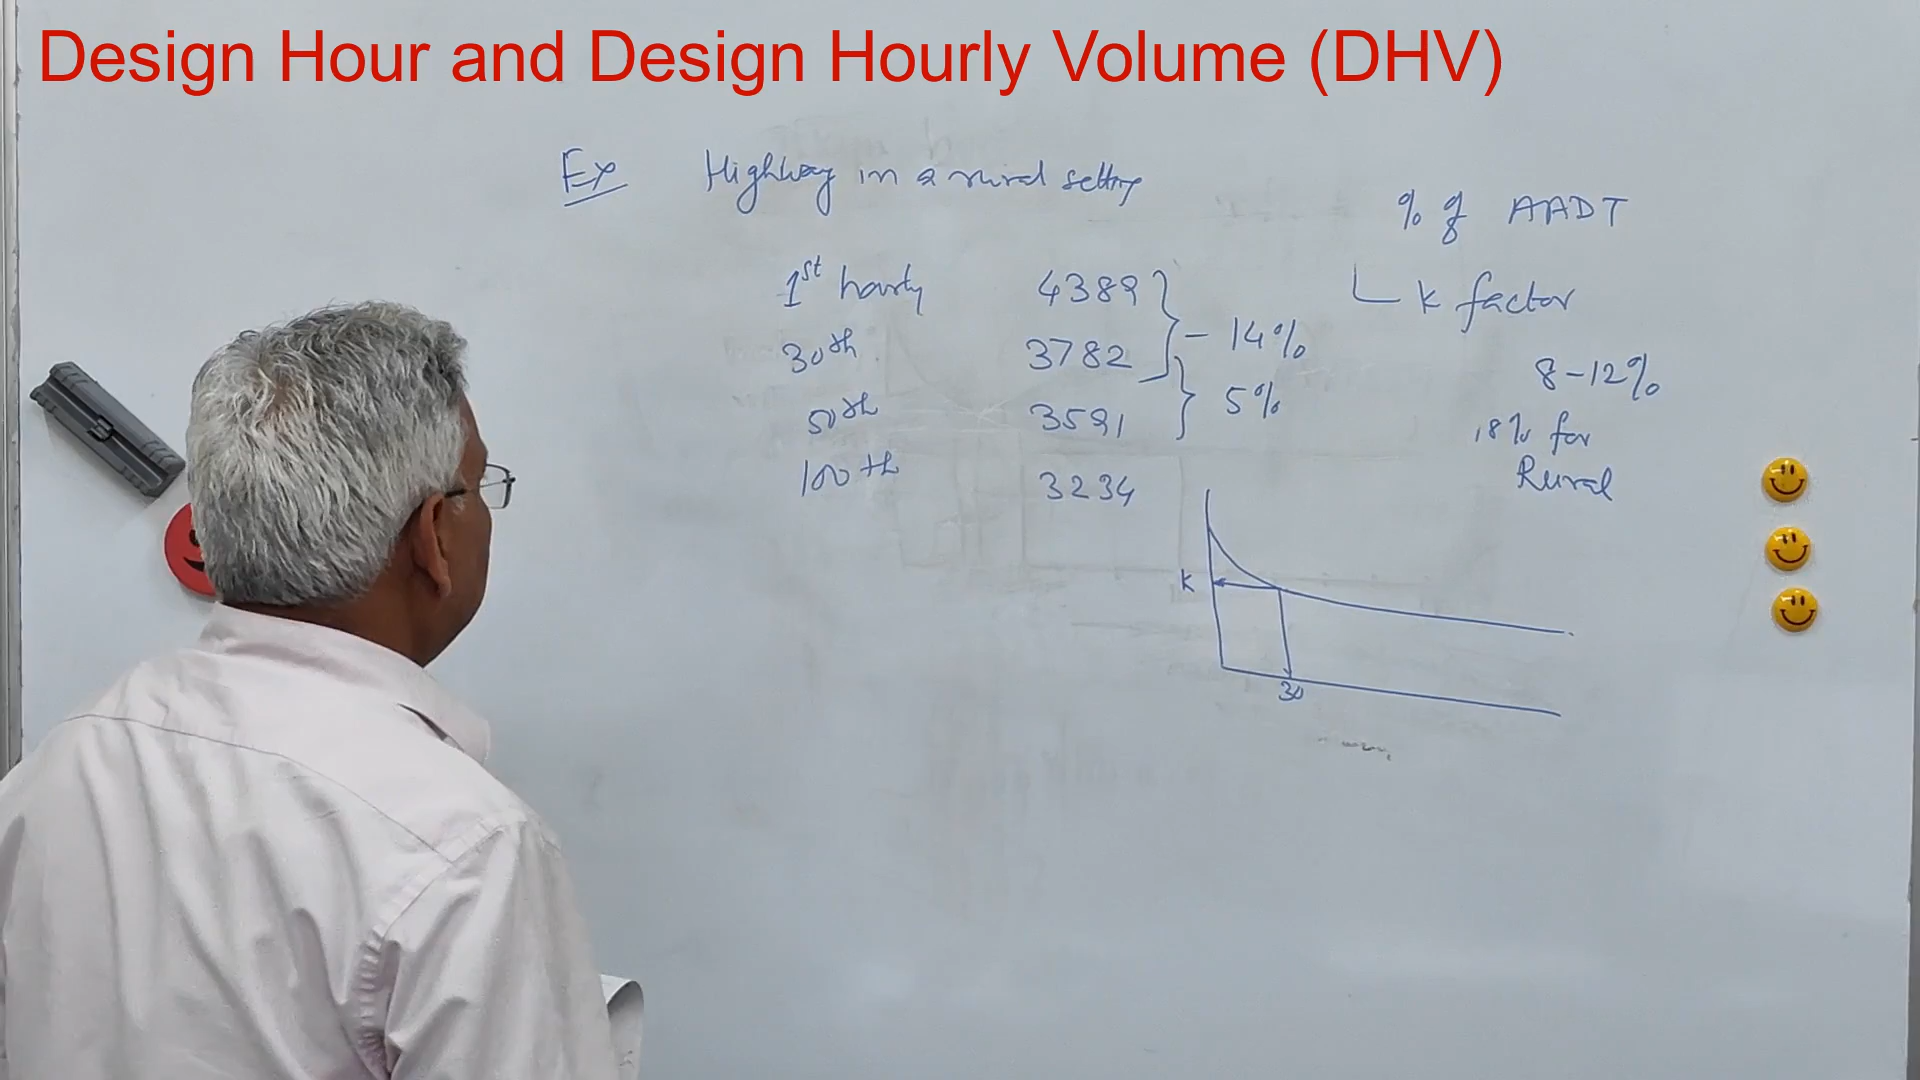 Design Hour and Design Hourly Volume (DHV)
Ex Highway in a rural setting
% of AADT
K factor
8-12%
18% for
Rural
1st hourly 4389
30th 3782
- 14%
50th 3591
5%
100th 3234
K
30